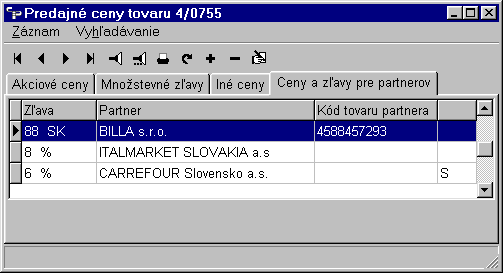 Predajné ceny tovaru 4/0755
Záznam Vyhľadávanie
Akciové ceny Množstevné zľavy Iné ceny Ceny a zľavy pre partnerov
Zľava Partner Kód tovaru partnera
88 SK BILLA s.r.o. 4588457293
8 % ITALMARKET SLOVAKIA a.s
6 % CARREFOUR Slovensko a.s. S